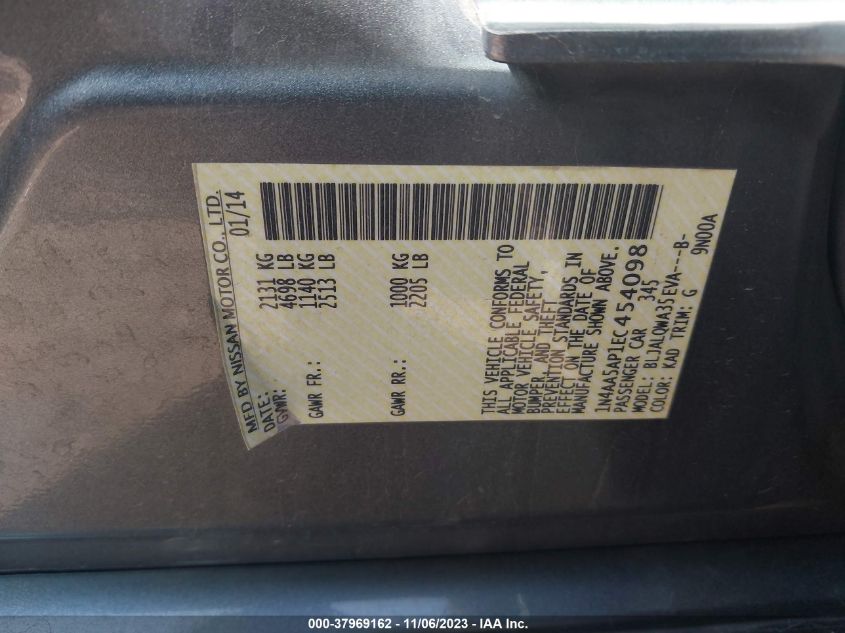 MFD BY NISSAN MOTOR CO., LTD.
DATE: 01/14
GVWR: 2131 KG
4698 LB
GAWR FR.: 1140 KG
2513 LB
GAWR RR.: 1000 KG
2205 LB
THIS VEHICLE CONFORMS TO
ALL APPLICABLE FEDERAL
MOTOR VEHICLE SAFETY,
BUMPER, AND THEFT
PREVENTION STANDARDS IN
EFFECT ON THE DATE OF
MANUFACTURE SHOWN ABOVE.
1N4AA5AP1EC454098
PASSENGER CAR 345
MODEL: BLJALQWA35EVA---B-
COLOR: KAD TRIM: G 9N00A
000-37969162 - 11/06/2023 - IAA Inc.